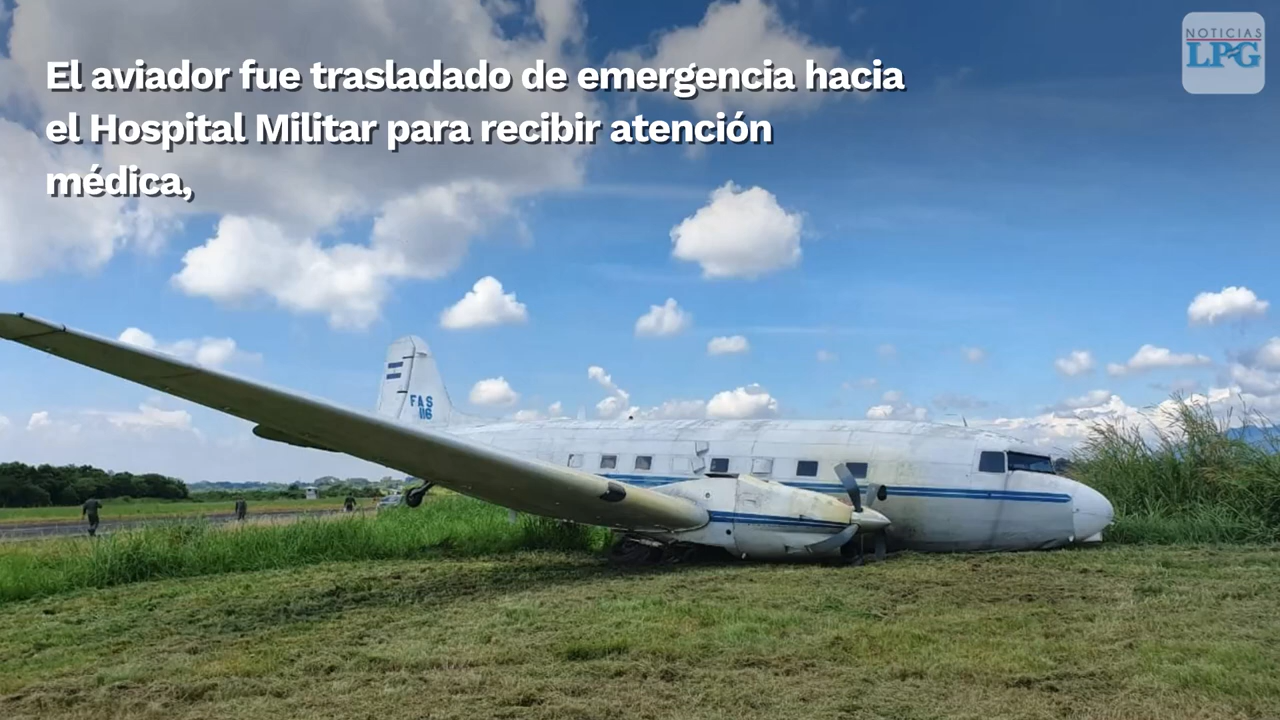 El aviador fue trasladado de emergencia hacia
el Hospital Militar para recibir atención
médica,
NOTICIAS
LPG
FAS
116